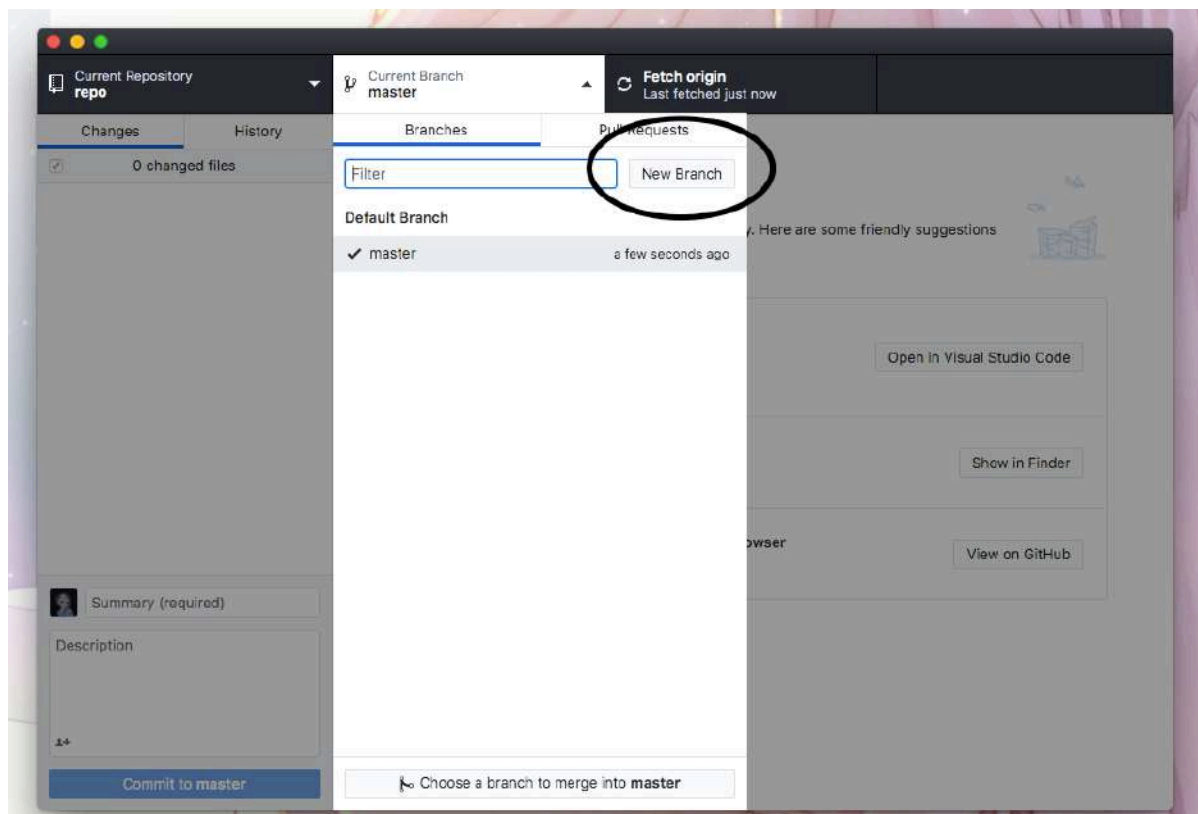 Current Repository
repo
Current Branch
master
Fetch origin
Last fetched just now
Changes
History
Branches
Pull Requests
0 changed files
Filter
New Branch
Default Branch
master
a few seconds ago
. Here are some friendly suggestions
Open in Visual Studio Code
Show in Finder
owser
View on GitHub
Summary (required)
Description
Commit to master
Choose a branch to merge into master